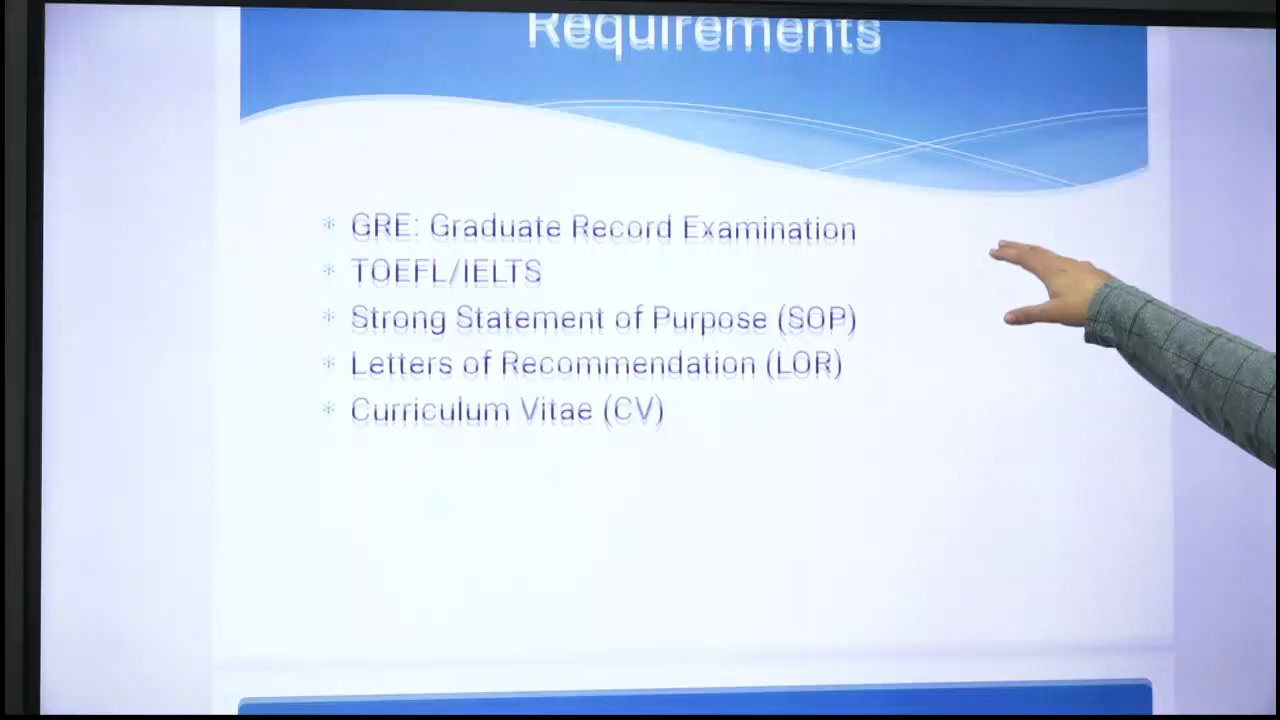 Requirements
* GRE: Graduate Record Examination
* TOEFL/IELTS
* Strong Statement of Purpose (SOP)
* Letters of Recommendation (LOR)
* Curriculum Vitae (CV)